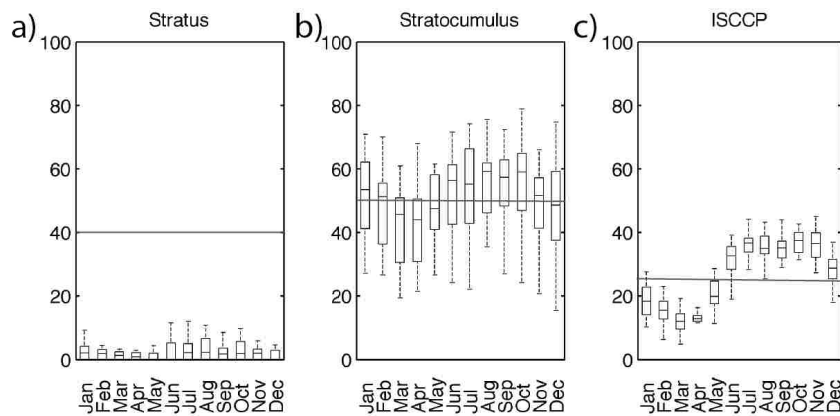 a) Stratus
100
80
60
40
20
0
Jan
Feb
Mar
Apr
May
Jun
Jul
Aug
Sep
Oct
Nov
Dec
b) Stratocumulus
100
80
60
40
20
0
Jan
Feb
Mar
Apr
May
Jun
Jul
Aug
Sep
Oct
Nov
Dec
c) ISCCP
100
80
60
40
20
0
Jan
Feb
Mar
Apr
May
Jun
Jul
Aug
Sep
Oct
Nov
Dec